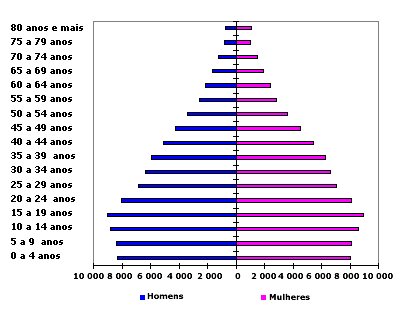 80 anos e mais
75 a 79 anos
70 a 74 anos
65 a 69 anos
60 a 64 anos
55 a 59 anos
50 a 54 anos
45 a 49 anos
40 a 44 anos
35 a 39 anos
30 a 34 anos
25 a 29 anos
20 a 24 anos
15 a 19 anos
10 a 14 anos
5 a 9 anos
0 a 4 anos
10 000 8 000 6 000 4 000 2 000 0 2 000 4 000 6 000 8 000 10 000
Homens Mulheres